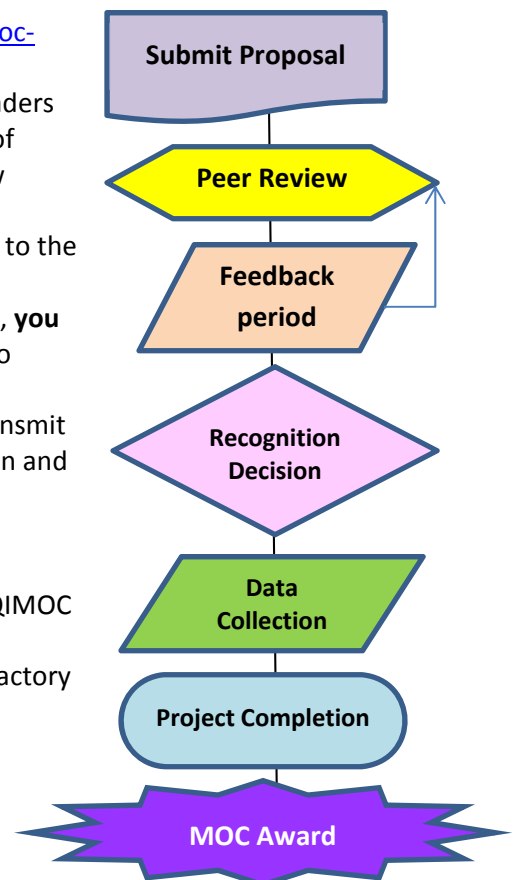 oc-
Submit Proposal
nders
of
Peer Review
to the
Feedback
period
, you
o
nsmit
n and
Recognition
Decision
QIMOC
Data
Collection
actory
Project Completion
MOC Award